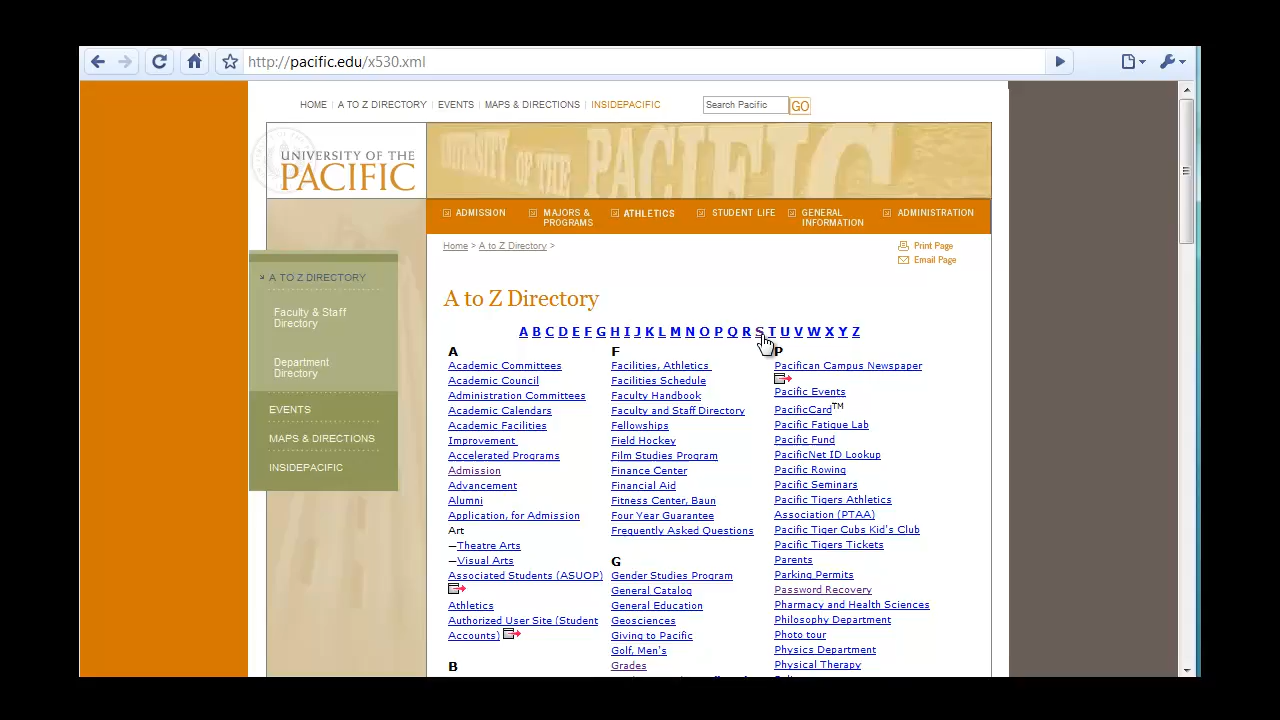 http://pacific.edu/x530.xml
HOME | A TO Z DIRECTORY | EVENTS | MAPS & DIRECTIONS | INSIDEPACIFIC
Search Pacific GO
UNIVERSITY OF THE
PACIFIC
UNIVERSITY OF THE PACIFIC
ADMISSION
MAJORS &
PROGRAMS
ATHLETICS
STUDENT LIFE
GENERAL
INFORMATION
ADMINISTRATION
Home > A to Z Directory >
Print Page
Email Page
A TO Z DIRECTORY
Faculty & Staff
Directory
Department
Directory
EVENTS
MAPS & DIRECTIONS
INSIDEPACIFIC
A to Z Directory
A B C D E F G H I J K L M N O P Q R S T U V W X Y Z
A
Academic Committees
Academic Council
Administration Committees
Academic Calendars
Academic Facilities
Improvement
Accelerated Programs
Admission
Advancement
Alumni
Application, for Admission
Art
—Theatre Arts
—Visual Arts
Associated Students (ASUOP)
Athletics
Authorized User Site (Student
Accounts)
B
F
Facilities, Athletics
Facilities Schedule
Faculty Handbook
Faculty and Staff Directory
Fellowships
Field Hockey
Film Studies Program
Finance Center
Financial Aid
Fitness Center, Baun
Four Year Guarantee
Frequently Asked Questions
G
Gender Studies Program
General Catalog
General Education
Geosciences
Giving to Pacific
Golf, Men's
Grades
P
Pacifican Campus Newspaper
Pacific Events
PacificCard™
Pacific Fatigue Lab
Pacific Fund
PacificNet ID Lookup
Pacific Rowing
Pacific Seminars
Pacific Tigers Athletics
Association (PTAA)
Pacific Tiger Cubs Kid's Club
Pacific Tigers Tickets
Parents
Parking Permits
Password Recovery
Pharmacy and Health Sciences
Philosophy Department
Photo tour
Physics Department
Physical Therapy